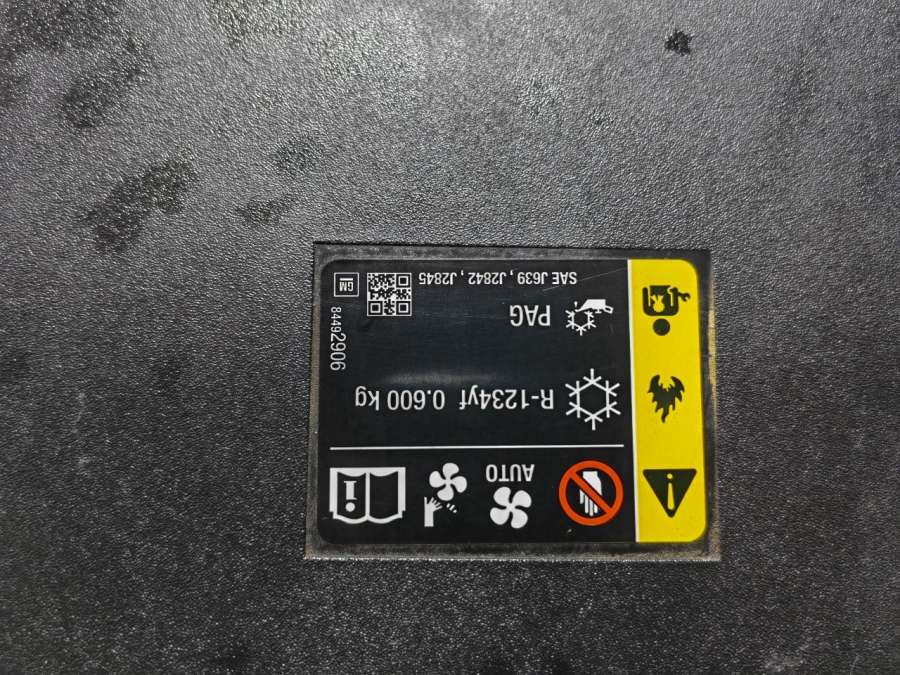 AUTO
R-1234yf 0.600 kg
PAG
SAE J639 , J2842 , J2845
84492906
GM